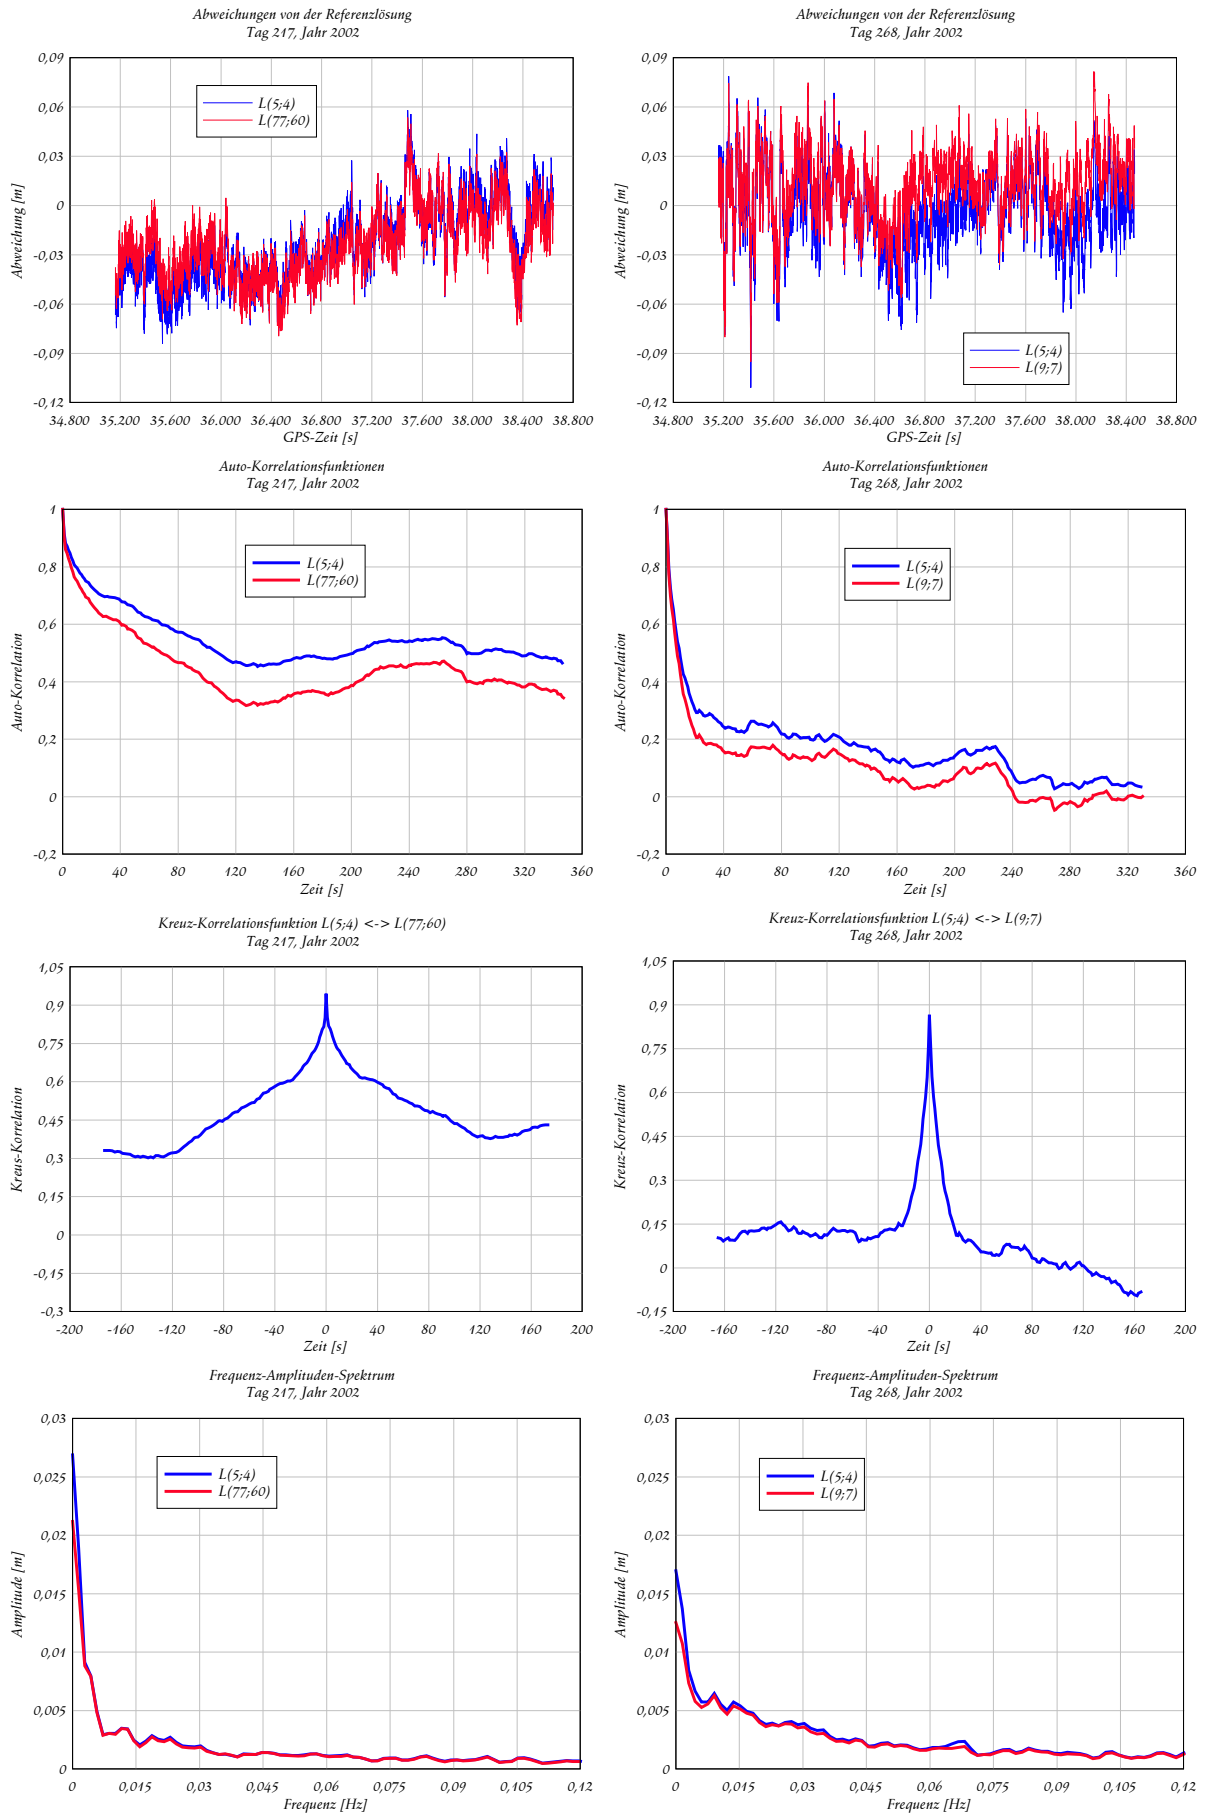 Abweichungen von der Referenzlösung
Tag 217, Jahr 2002
0,09
0,06
0,03
0
-0,03
-0,06
-0,09
-0,12
Abweichung [m]
L(5;4)
L(77;60)
34.800 35.200 35.600 36.000 36.400 36.800 37.200 37.600 38.000 38.400 38.800
GPS-Zeit [s]
Abweichungen von der Referenzlösung
Tag 268, Jahr 2002
0,09
0,06
0,03
0
-0,03
-0,06
-0,09
-0,12
Abweichung [m]
L(5;4)
L(9;7)
34.800 35.200 35.600 36.000 36.400 36.800 37.200 37.600 38.000 38.400 38.800
GPS-Zeit [s]
Auto-Korrelationsfunktionen
Tag 217, Jahr 2002
1
0,8
0,6
0,4
0,2
0
-0,2
Auto-Korrelation
L(5;4)
L(77;60)
0 40 80 120 160 200 240 280 320 360
Zeit [s]
Auto-Korrelationsfunktionen
Tag 268, Jahr 2002
1
0,8
0,6
0,4
0,2
0
-0,2
Auto-Korrelation
L(5;4)
L(9;7)
0 40 80 120 160 200 240 280 320 360
Zeit [s]
Kreuz-Korrelationsfunktion L(5;4) <-> L(77;60)
Tag 217, Jahr 2002
1,05
0,9
0,75
0,6
0,45
0,3
0,15
0
-0,15
-0,3
Kreus-Korrelation
-200 -160 -120 -80 -40 0 40 80 120 160 200
Zeit [s]
Kreuz-Korrelationsfunktion L(5;4) <-> L(9;7)
Tag 268, Jahr 2002
1,05
0,9
0,75
0,6
0,45
0,3
0,15
0
-0,15
Kreuz-Korrelation
-200 -160 -120 -80 -40 0 40 80 120 160 200
Zeit [s]
Frequenz-Amplituden-Spektrum
Tag 217, Jahr 2002
0,03
0,025
0,02
0,015
0,01
0,005
0
Amplitude [m]
L(5;4)
L(77;60)
0 0,015 0,03 0,045 0,06 0,075 0,09 0,105 0,12
Frequenz [Hz]
Frequenz-Amplituden-Spektrum
Tag 268, Jahr 2002
0,03
0,025
0,02
0,015
0,01
0,005
0
Amplitude [m]
L(5;4)
L(9;7)
0 0,015 0,03 0,045 0,06 0,075 0,09 0,105 0,12
Frequenz [Hz]